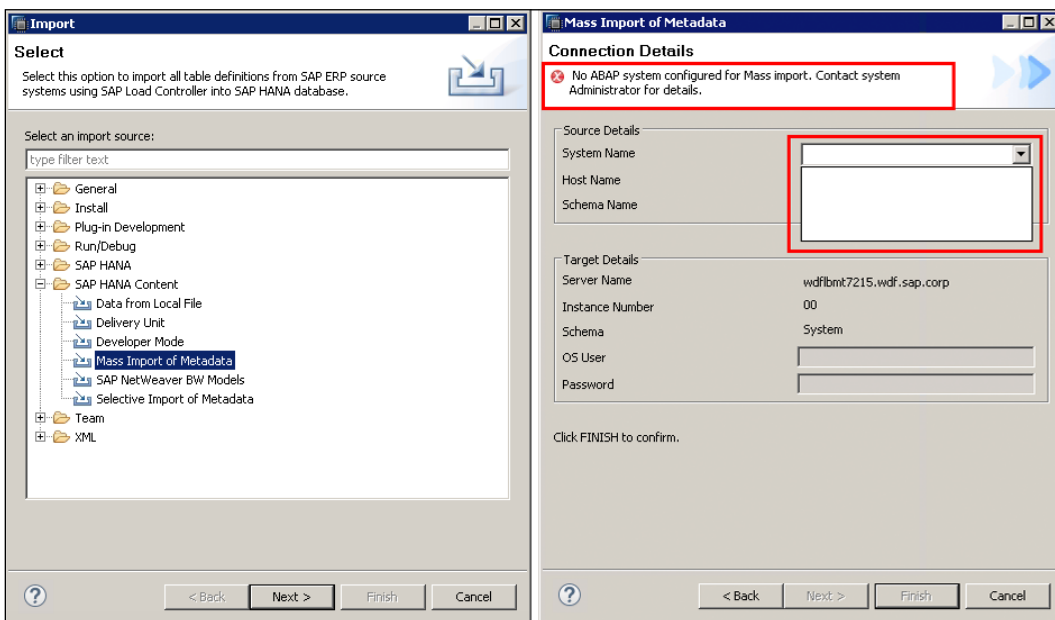 Import
Select
Select this option to import all table definitions from SAP ERP source
systems using SAP Load Controller into SAP HANA database.
Select an import source:
type filter text
General
Install
Plug-in Development
Run/Debug
SAP HANA
SAP HANA Content
Data from Local File
Delivery Unit
Developer Mode
Mass Import of Metadata
SAP NetWeaver BW Models
Selective Import of Metadata
Team
XML
< Back
Next >
Finish
Cancel
Mass Import of Metadata
Connection Details
No ABAP system configured for Mass import. Contact system
Administrator for details.
Source Details
System Name
Host Name
Schema Name
Target Details
Server Name wdflbmt7215.wdf.sap.corp
Instance Number 00
Schema System
OS User
Password
Click FINISH to confirm.
< Back
Next >
Finish
Cancel